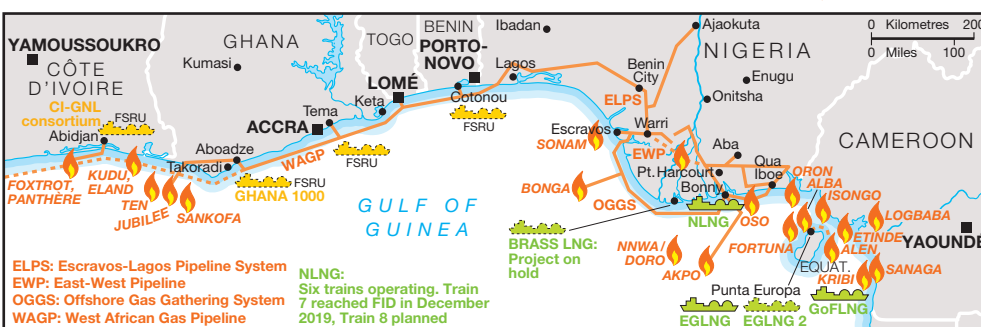 YAMOUSSOUKRO
CÔTE
D'IVOIRE
CI-GNL
consortium
FSRU
Abidjan
FOXTROT,
PANTHÈRE
KUDU,
ELAND
TEN
JUBILEE
SANKOFA
GHANA
Kumasi
Aboadze
Takoradi
GHANA 1000
FSRU
Tema
ACCRA
Keta
WAGP
TOGO
LOMÉ
FSRU
BENIN
PORTO-
NOVO
Cotonou
FSRU
Ibadan
Lagos
Ajaokuta
NIGERIA
Benin
City
ELPS
Enugu
Onitsha
Escravos
Warri
SONAM
EWP
Aba
Pt. Harcourt
Bonny
Qua
Iboe
BONGA
OGGS
NLNG
OSO
BRASS LNG:
Project on
hold
NNWA/
DORO
AKPO
FORTUNA
ORON
ALBA
ISONGO
LOGBABA
ETINDE
ALEN
EQUAT.
KRIBI
SANAGA
Punta Europa
EGLNG
EGLNG 2
GoFLNG
CAMEROON
YAOUNDÉ
GULF OF
GUINEA
0 Kilometres 200
0 Miles 100
ELPS: Escravos-Lagos Pipeline System
EWP: East-West Pipeline
OGGS: Offshore Gas Gathering System
WAGP: West African Gas Pipeline
NLNG:
Six trains operating. Train
7 reached FID in December
2019, Train 8 planned